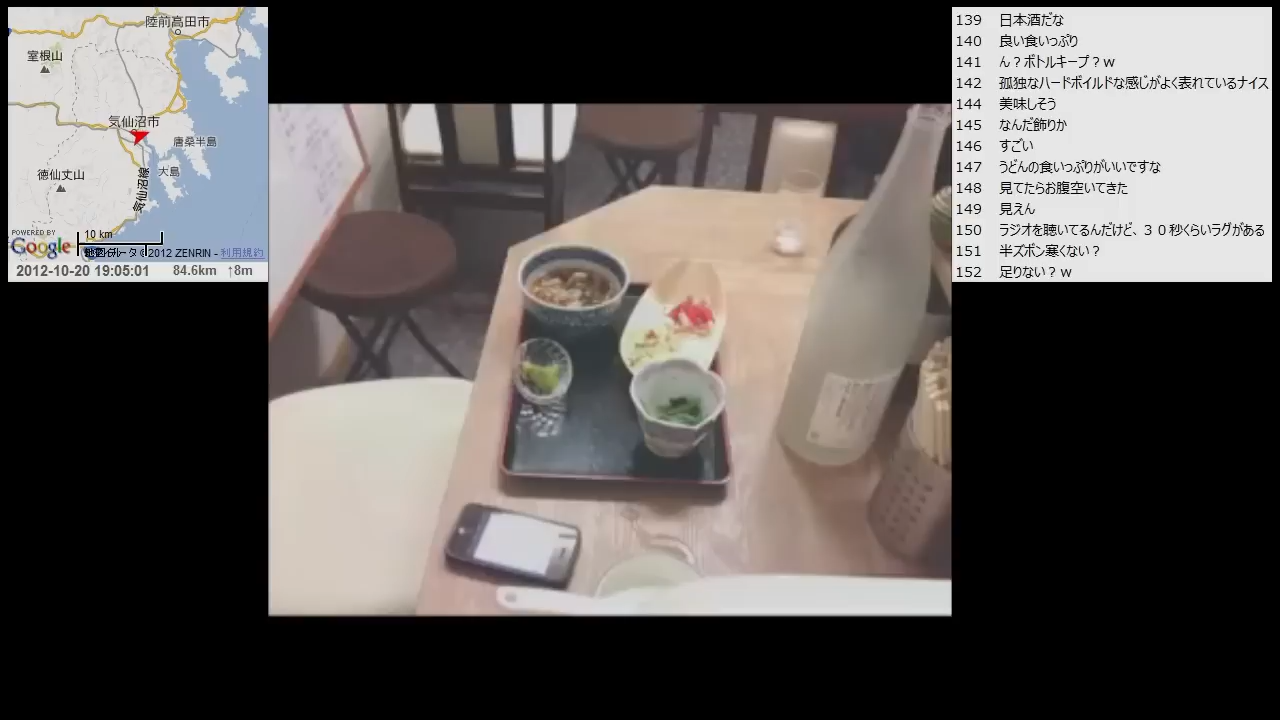 陸前高田市
室根山
気仙沼市
唐桑半島
徳仙丈山
大島
気仙沼線
POWERED BY
Google
10 km
地図データ ©2012 ZENRIN - 利用規約
2012-10-20 19:05:01 84.6km ↑8m
139 日本酒だな
140 良い食いっぷり
141 ん？ボトルキープ？ｗ
142 孤独なハードボイルドな感じがよく表れているナイス
144 美味しそう
145 なんだ飾りか
146 すごい
147 うどんの食いっぷりがいいですな
148 見てたらお腹空いてきた
149 見えん
150 ラジオを聴いてるんだけど、３０秒くらいラグがある
151 半ズボン寒くない？
152 足りない？ｗ